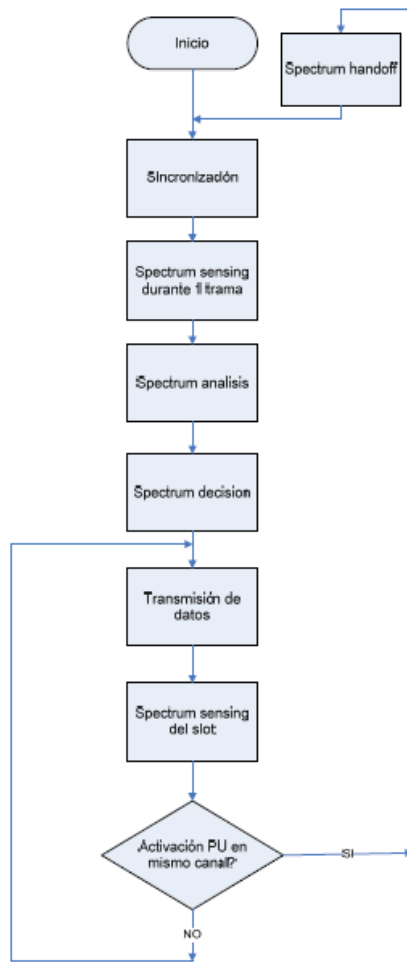 Inicio
Spectrum handoff
Sincronización
Spectrum sensing
durante 1 trama
Spectrum analisis
Spectrum decision
Transmisión de
datos
Spectrum sensing
del slot
Activación PU en
mismo canal?
SI
NO